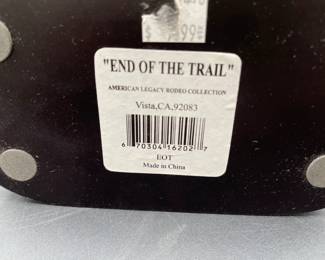 "END OF THE TRAIL"
AMERICAN LEGACY RODEO COLLECTION
Vista,CA,92083
6 70304 16202 7
EOT
Made in China